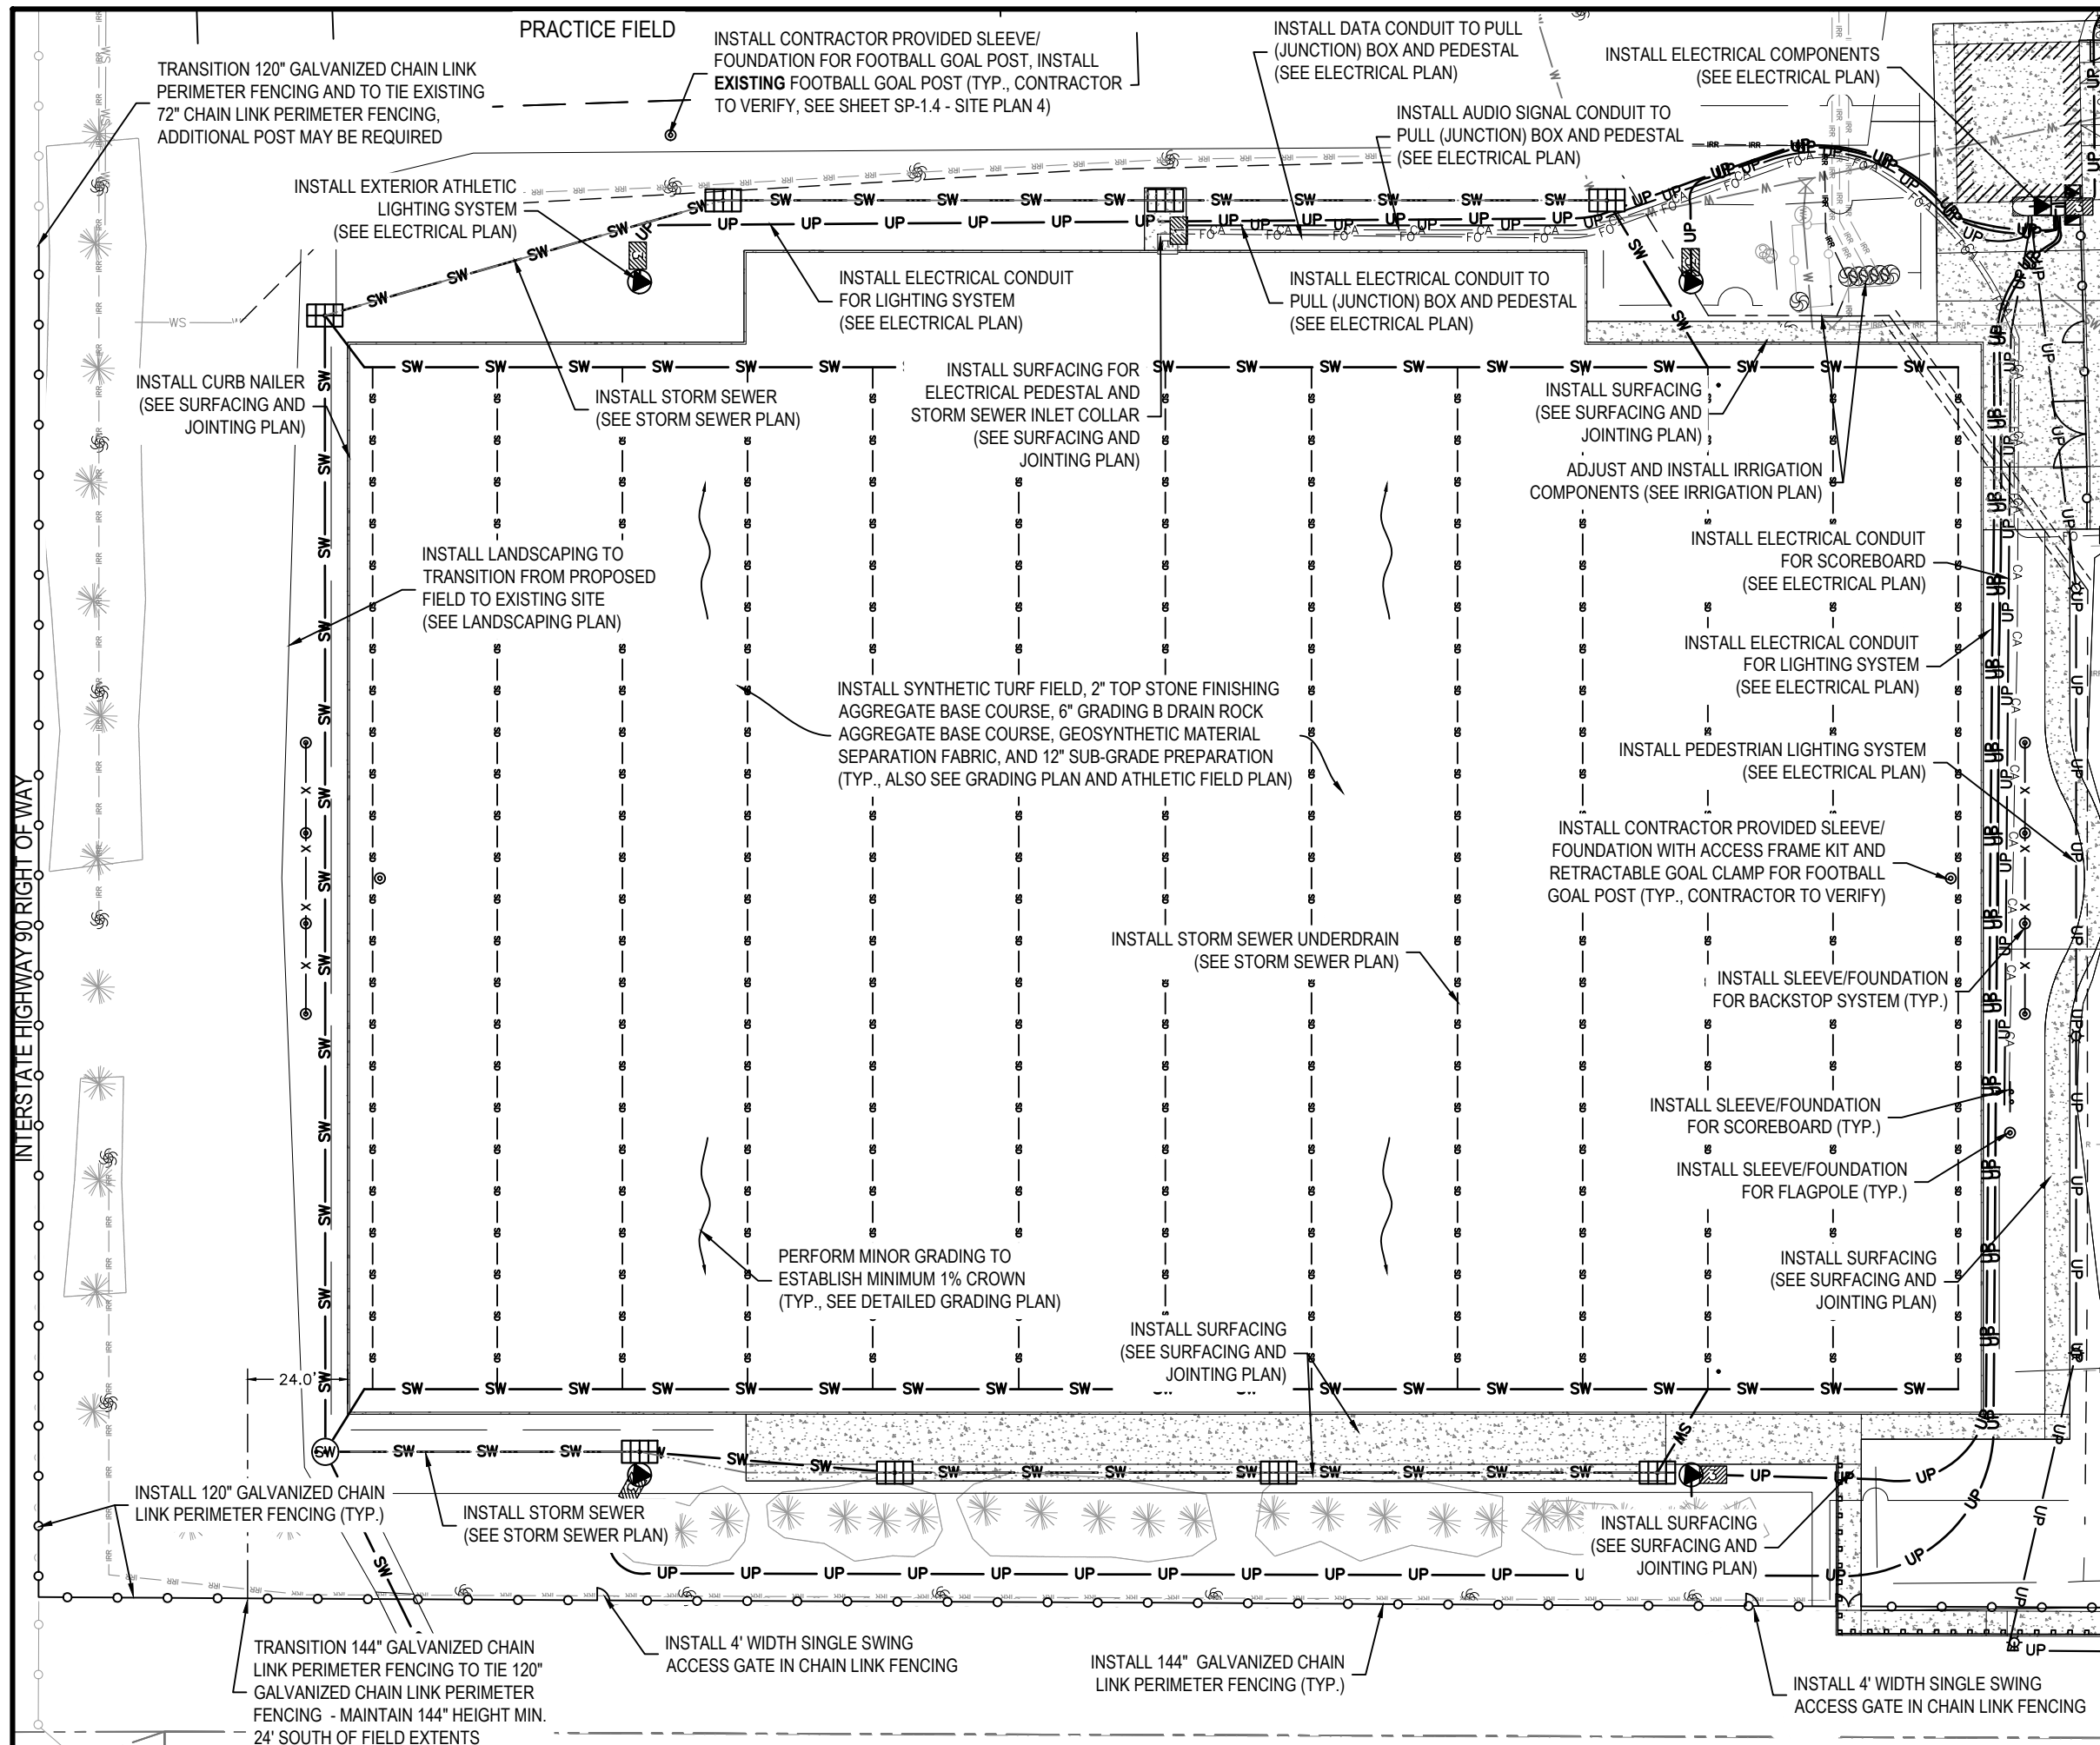 PRACTICE FIELD
TRANSITION 120" GALVANIZED CHAIN LINK
PERIMETER FENCING AND TO TIE EXISTING
72" CHAIN LINK PERIMETER FENCING,
ADDITIONAL POST MAY BE REQUIRED
INSTALL CONTRACTOR PROVIDED SLEEVE/
FOUNDATION FOR FOOTBALL GOAL POST, INSTALL
EXISTING FOOTBALL GOAL POST (TYP., CONTRACTOR
TO VERIFY, SEE SHEET SP-1.4 - SITE PLAN 4)
INSTALL DATA CONDUIT TO PULL
(JUNCTION) BOX AND PEDESTAL
(SEE ELECTRICAL PLAN)
INSTALL ELECTRICAL COMPONENTS
(SEE ELECTRICAL PLAN)
INSTALL AUDIO SIGNAL CONDUIT TO
PULL (JUNCTION) BOX AND PEDESTAL
(SEE ELECTRICAL PLAN)
INSTALL EXTERIOR ATHLETIC
LIGHTING SYSTEM
(SEE ELECTRICAL PLAN)
INSTALL ELECTRICAL CONDUIT
FOR LIGHTING SYSTEM
(SEE ELECTRICAL PLAN)
INSTALL ELECTRICAL CONDUIT TO
PULL (JUNCTION) BOX AND PEDESTAL
(SEE ELECTRICAL PLAN)
INSTALL CURB NAILER
(SEE SURFACING AND
JOINTING PLAN)
INSTALL STORM SEWER
(SEE STORM SEWER PLAN)
INSTALL SURFACING FOR
ELECTRICAL PEDESTAL AND
STORM SEWER INLET COLLAR
(SEE SURFACING AND
JOINTING PLAN)
INSTALL SURFACING
(SEE SURFACING AND
JOINTING PLAN)
ADJUST AND INSTALL IRRIGATION
COMPONENTS (SEE IRRIGATION PLAN)
INSTALL LANDSCAPING TO
TRANSITION FROM PROPOSED
FIELD TO EXISTING SITE
(SEE LANDSCAPING PLAN)
INSTALL ELECTRICAL CONDUIT
FOR SCOREBOARD
(SEE ELECTRICAL PLAN)
INSTALL ELECTRICAL CONDUIT
FOR LIGHTING SYSTEM
(SEE ELECTRICAL PLAN)
INSTALL SYNTHETIC TURF FIELD, 2" TOP STONE FINISHING
AGGREGATE BASE COURSE, 6" GRADING B DRAIN ROCK
AGGREGATE BASE COURSE, GEOSYNTHETIC MATERIAL
SEPARATION FABRIC, AND 12" SUB-GRADE PREPARATION
(TYP., ALSO SEE GRADING PLAN AND ATHLETIC FIELD PLAN)
INSTALL PEDESTRIAN LIGHTING SYSTEM
(SEE ELECTRICAL PLAN)
INTERSTATE HIGHWAY 90 RIGHT OF WAY
INSTALL CONTRACTOR PROVIDED SLEEVE/
FOUNDATION WITH ACCESS FRAME KIT AND
RETRACTABLE GOAL CLAMP FOR FOOTBALL
GOAL POST (TYP., CONTRACTOR TO VERIFY)
INSTALL STORM SEWER UNDERDRAIN
(SEE STORM SEWER PLAN)
INSTALL SLEEVE/FOUNDATION
FOR BACKSTOP SYSTEM (TYP.)
INSTALL SLEEVE/FOUNDATION
FOR SCOREBOARD (TYP.)
INSTALL SLEEVE/FOUNDATION
FOR FLAGPOLE (TYP.)
PERFORM MINOR GRADING TO
ESTABLISH MINIMUM 1% CROWN
(TYP., SEE DETAILED GRADING PLAN)
INSTALL SURFACING
(SEE SURFACING AND
JOINTING PLAN)
INSTALL SURFACING
(SEE SURFACING AND
JOINTING PLAN)
24.0'
INSTALL 120" GALVANIZED CHAIN
LINK PERIMETER FENCING (TYP.)
INSTALL STORM SEWER
(SEE STORM SEWER PLAN)
INSTALL SURFACING
(SEE SURFACING AND
JOINTING PLAN)
TRANSITION 144" GALVANIZED CHAIN
LINK PERIMETER FENCING TO TIE 120"
GALVANIZED CHAIN LINK PERIMETER
FENCING - MAINTAIN 144" HEIGHT MIN.
24' SOUTH OF FIELD EXTENTS
INSTALL 4' WIDTH SINGLE SWING
ACCESS GATE IN CHAIN LINK FENCING
INSTALL 144" GALVANIZED CHAIN
LINK PERIMETER FENCING (TYP.)
INSTALL 4' WIDTH SINGLE SWING
ACCESS GATE IN CHAIN LINK FENCING